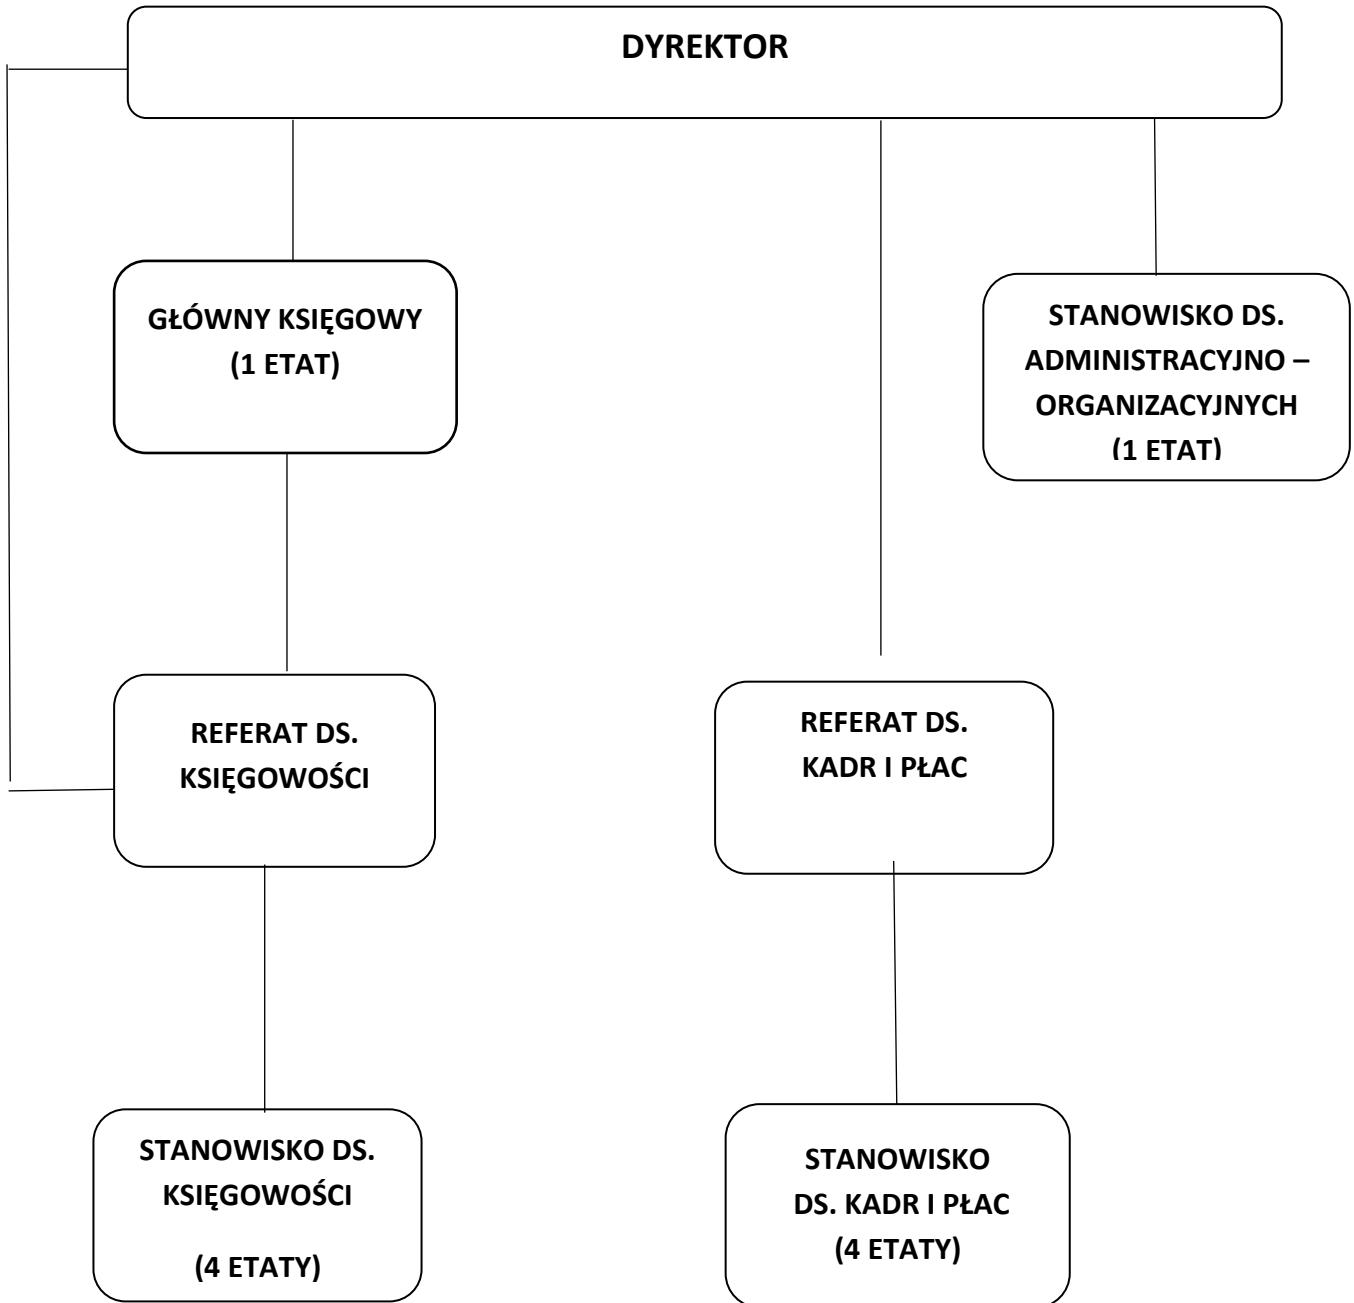 DYREKTOR
GŁÓWNY KSIĘGOWY
(1 ETAT)
STANOWISKO DS.
ADMINISTRACYJNO –
ORGANIZACYJNYCH
(1 ETAT)
REFERAT DS.
KSIĘGOWOŚCI
REFERAT DS.
KADR I PŁAC
STANOWISKO DS.
KSIĘGOWOŚCI
(4 ETATY)
STANOWISKO
DS. KADR I PŁAC
(4 ETATY)